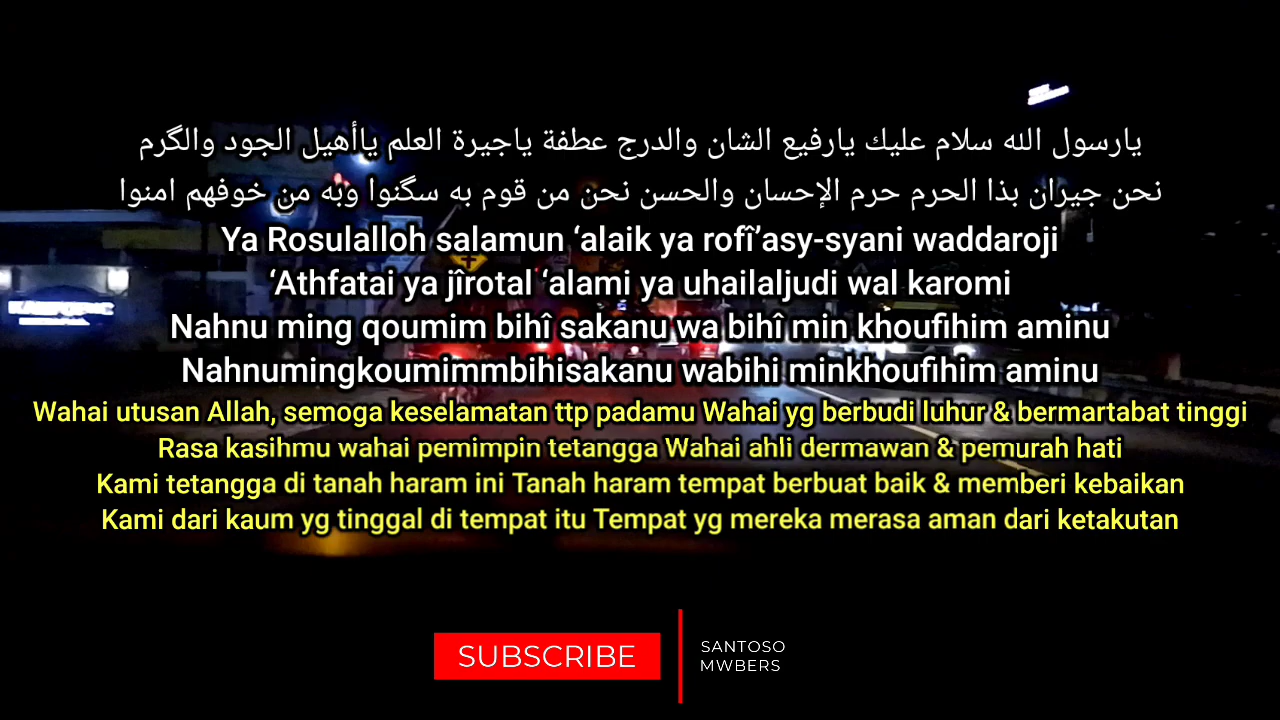 يارسول الله سلام عليك يارفيع الشان والدرج عطفة ياجيرة العلم ياأهيل الجود والگرم
نحن جيران بذا الحرم حرم الإحسان والحسن نحن من قوم به سگنوا وبه من خوفهم امنوا
Ya Rosulalloh salamun ‘alaik ya rofî’asy-syani waddaroji
‘Athfatai ya jîrotal ‘alami ya uhailaljudi wal karomi
Nahnu ming qoumim bihî sakanu wa bihî min khoufihim aminu
Nahnumingkoumimmbihisakanu wabihi minkhoufihim aminu
Wahai utusan Allah, semoga keselamatan ttp padamu Wahai yg berbudi luhur & bermartabat tinggi
Rasa kasihmu wahai pemimpin tetangga Wahai ahli dermawan & pemurah hati
Kami tetangga di tanah haram ini Tanah haram tempat berbuat baik & memberi kebaikan
Kami dari kaum yg tinggal di tempat itu Tempat yg mereka merasa aman dari ketakutan
SUBSCRIBE
SANTOSO
MWBERS